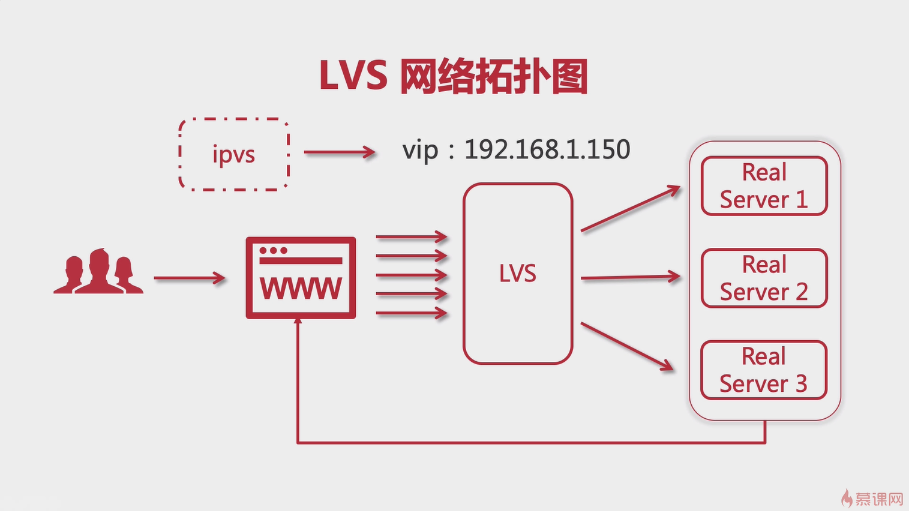 LVS 网络拓扑图
ipvs
vip：192.168.1.150
Real
Server 1
WWW
LVS
Real
Server 2
Real
Server 3
慕课网